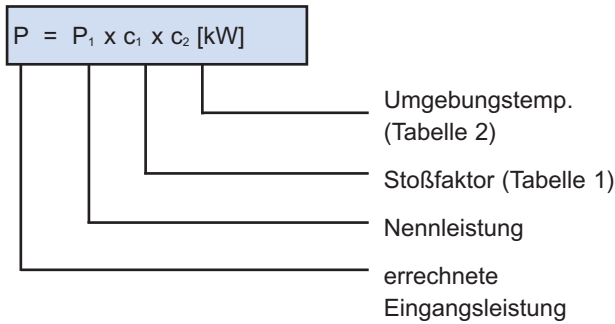 P = P₁ x c₁ x c₂ [kW]
Umgebungstemp.
(Tabelle 2)
Stoßfaktor (Tabelle 1)
Nennleistung
errechnete
Eingangsleistung